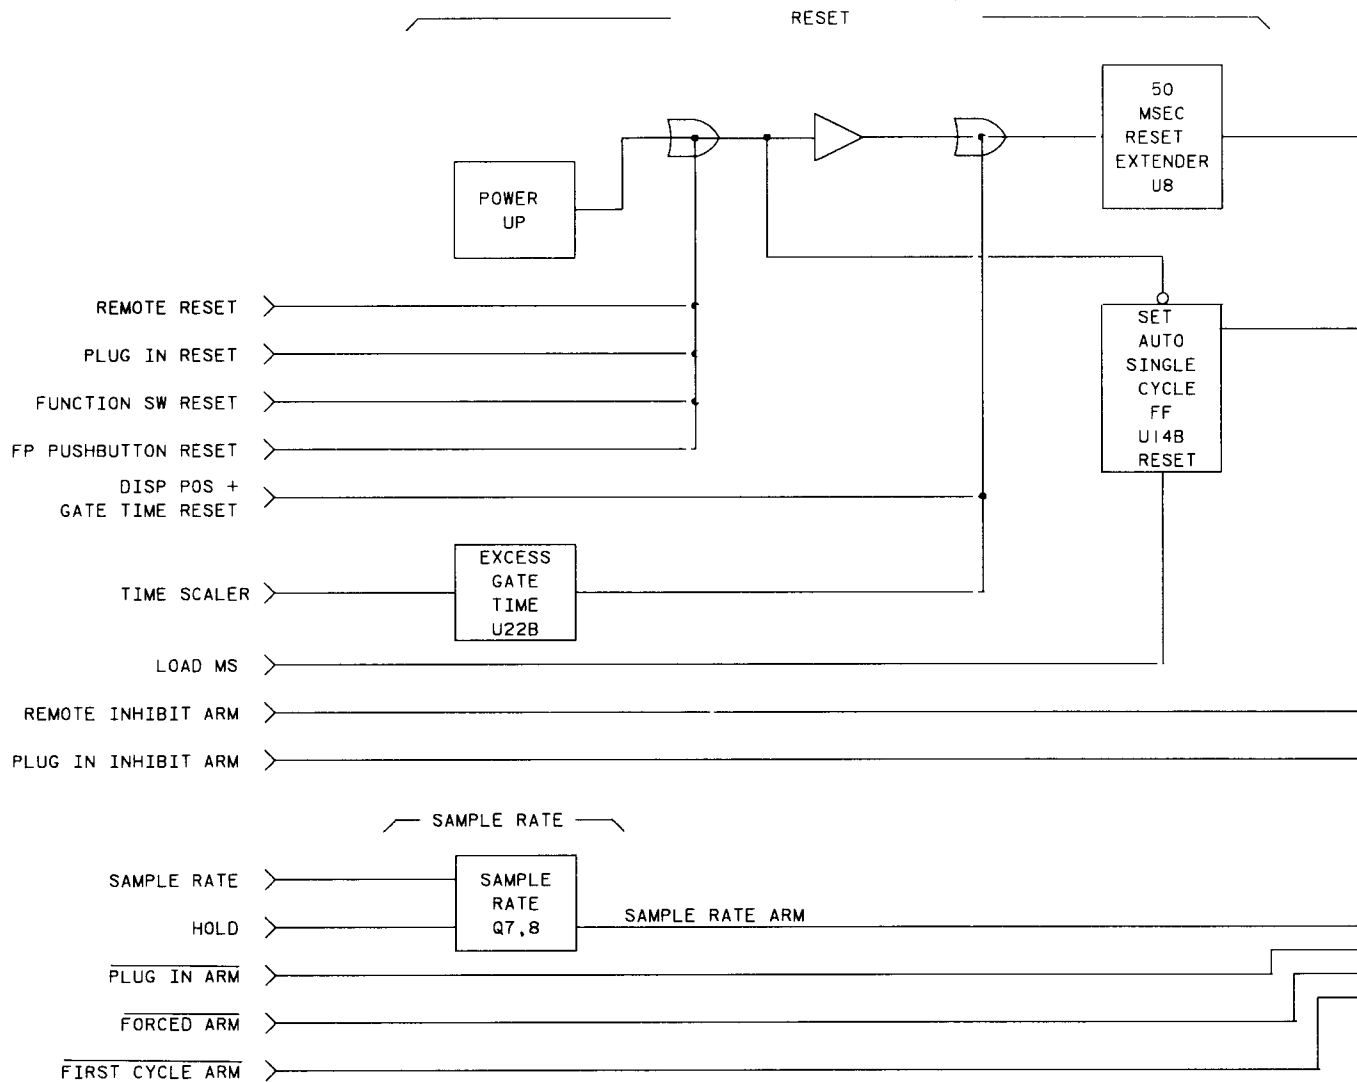 RESET
50
MSEC
RESET
EXTENDER
U8
POWER
UP
REMOTE RESET
PLUG IN RESET
FUNCTION SW RESET
FP PUSHBUTTON RESET
DISP POS +
GATE TIME RESET
SET
AUTO
SINGLE
CYCLE
FF
U14B
RESET
TIME SCALER
EXCESS
GATE
TIME
U22B
LOAD MS
REMOTE INHIBIT ARM
PLUG IN INHIBIT ARM
SAMPLE RATE
SAMPLE RATE
HOLD
SAMPLE
RATE
Q7,8
SAMPLE RATE ARM
PLUG IN ARM
FORCED ARM
FIRST CYCLE ARM